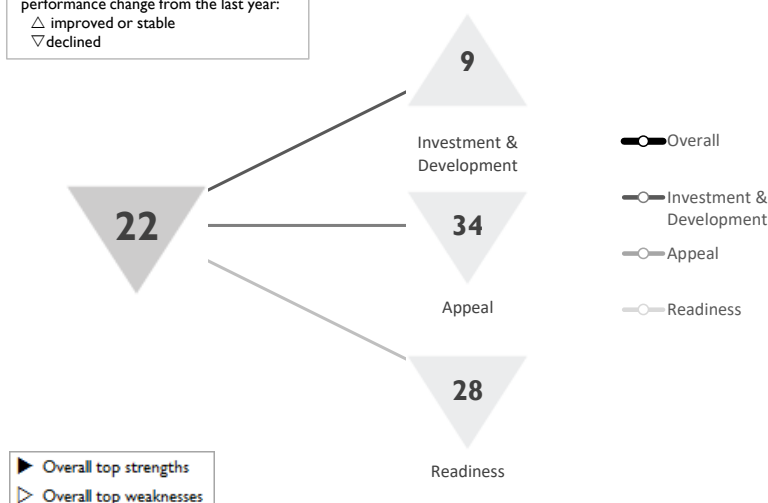 performance change from the last year:
△ improved or stable
▽ declined
9
Investment &
Development
22
34
Appeal
28
Readiness
Overall
Investment &
Development
Appeal
Readiness
▶ Overall top strengths
▷ Overall top weaknesses